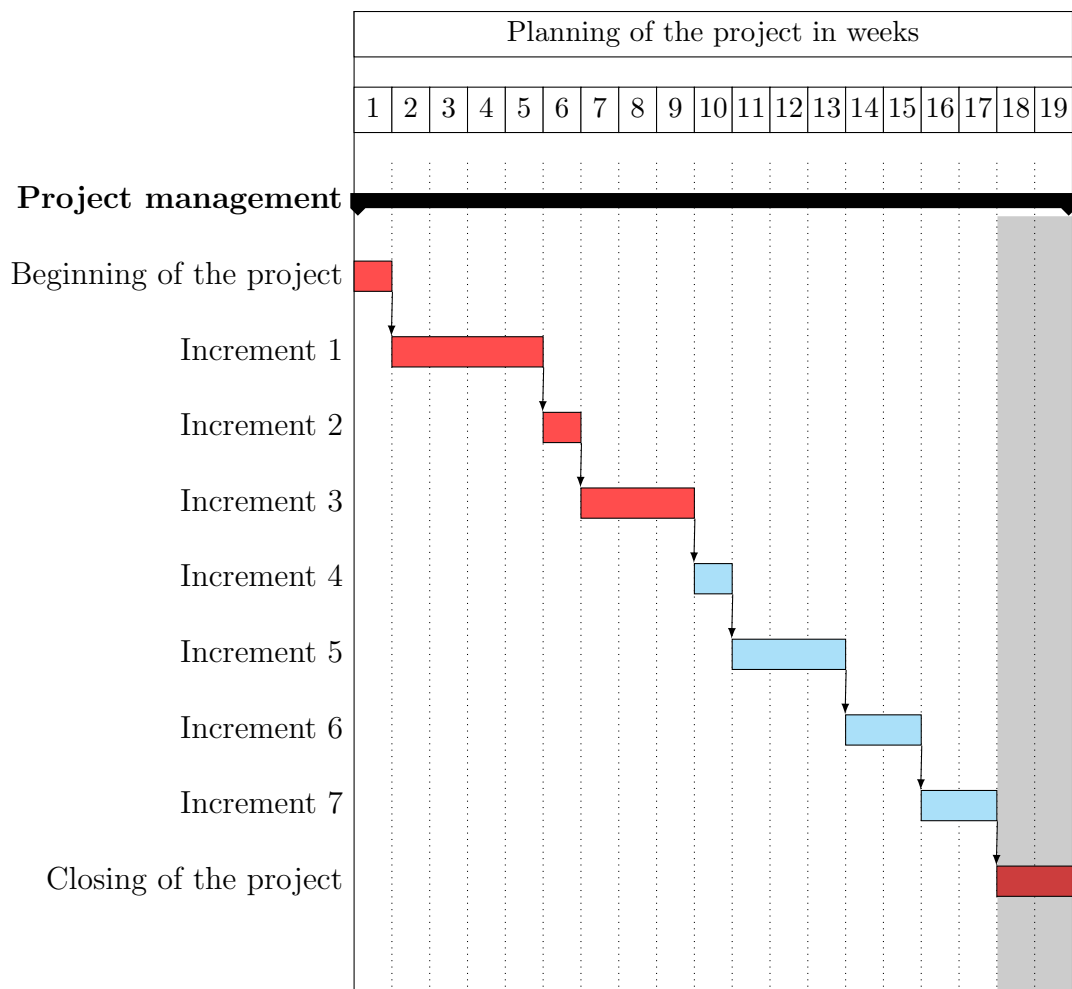 Planning of the project in weeks
1 2 3 4 5 6 7 8 9 10 11 12 13 14 15 16 17 18 19
Project management
Beginning of the project
Increment 1
Increment 2
Increment 3
Increment 4
Increment 5
Increment 6
Increment 7
Closing of the project